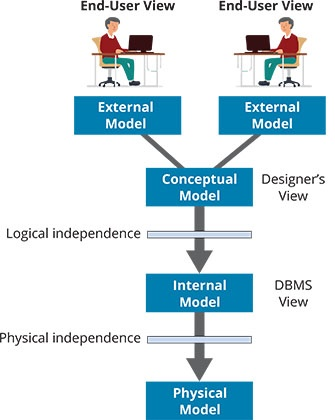 End-User View
End-User View
External
Model
External
Model
Conceptual
Model
Designer's
View
Logical independence
Internal
Model
DBMS
View
Physical independence
Physical
Model